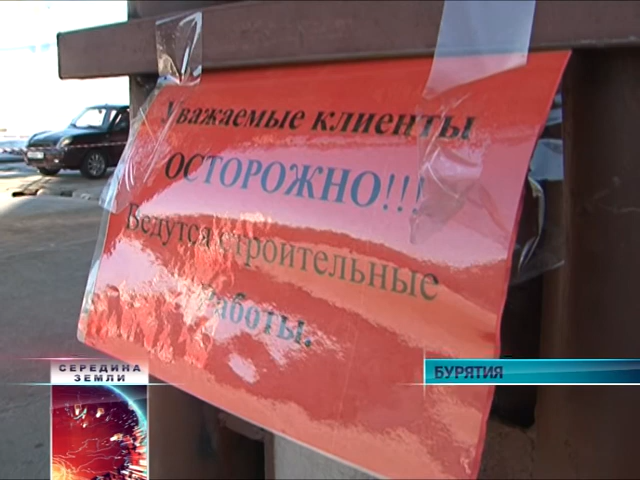 Уважаемые клиенты
ОСТОРОЖНО!!!
Ведутся строительные
работы.
СЕРЕДИНА
ЗЕМЛИ
БУРЯТИЯ